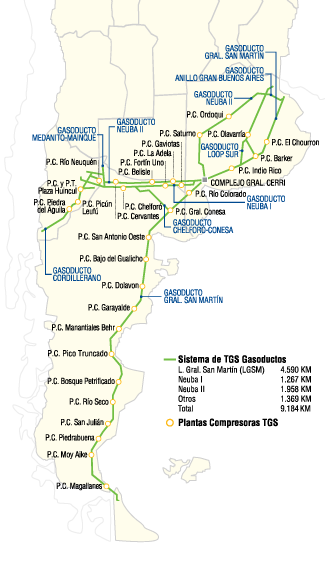 GASODUCTO
GRAL. SAN MARTÍN
GASODUCTO
ANILLO GRAN BUENOS AIRES
GASODUCTO
NEUBA II
P.C. Ordoqui
GASODUCTO
NEUBA II
GASODUCTO
MEDANITO-MAINQUE
P.C. Saturno
P.C. Olavarría
P.C. Gaviotas
P.C. La Adela
P.C. Fortín Uno
P.C. Belisle
GASODUCTO
LOOP SUR
P.C. El Chourron
P.C. Barker
P.C. Indio Rico
P.C. Río Neuquén
COMPLEJO GRAL. CERRI
P.C. y P.T.
Plaza Huincul
P.C. Río Colorado
P.C. Piedra
del Aguila
P.C. Picún
Leufú
P.C. Chelforó
P.C. Cervantes
GASODUCTO
NEUBA I
P.C. Gral. Conesa
GASODUCTO
CHELFORO-CONESA
P.C. San Antonio Oeste
P.C. Bajo del Gualicho
GASODUCTO
CORDILLERANO
P.C. Dolavon
GASODUCTO
GRAL. SAN MARTÍN
P.C. Garayalde
P.C. Manantiales Behr
P.C. Pico Truncado
P.C. Bosque Petrificado
P.C. Río Seco
P.C. San Julián
P.C. Piedrabuena
P.C. Moy Aike
P.C. Magallanes
Sistema de TGS Gasoductos
L. Gral. San Martín (LGSM) 4.590 KM
Neuba I 1.267 KM
Neuba II 1.958 KM
Otros 1.369 KM
Total 9.184 KM
Plantas Compresoras TGS